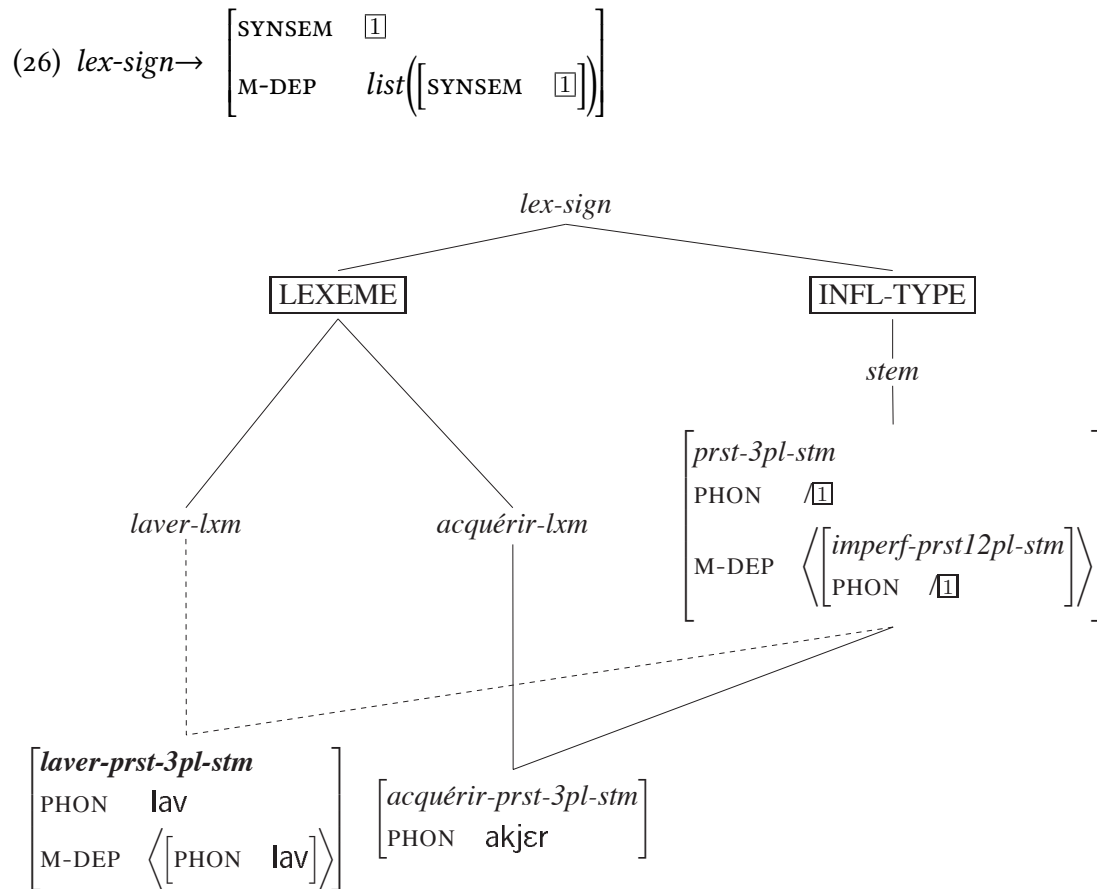 (26) lex-sign→ [SYNSEM 1
M-DEP list([SYNSEM 1])]
lex-sign
LEXEME INFL-TYPE
stem
prst-3pl-stm
PHON /1
laver-lxm acquérir-lxm
M-DEP ⟨[imperf-prst12pl-stm
PHON /1]⟩
laver-prst-3pl-stm
PHON lav
M-DEP ⟨[PHON lav]⟩
acquérir-prst-3pl-stm
PHON akjɛr